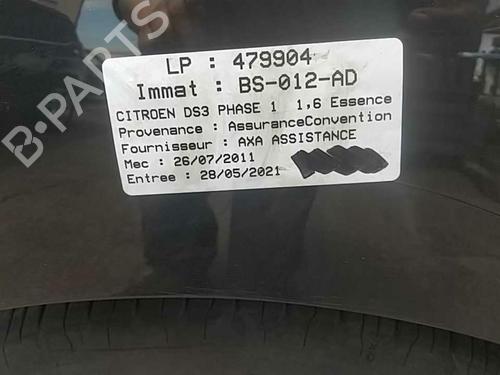 LP : 479904
Immat : BS-012-AD
CITROEN DS3 PHASE 1 1.6 Essence
Provenance : AssuranceConvention
Fournisseur : AXA ASSISTANCE
Mec : 26/07/2011
Entree : 28/05/2021
B-PARTS